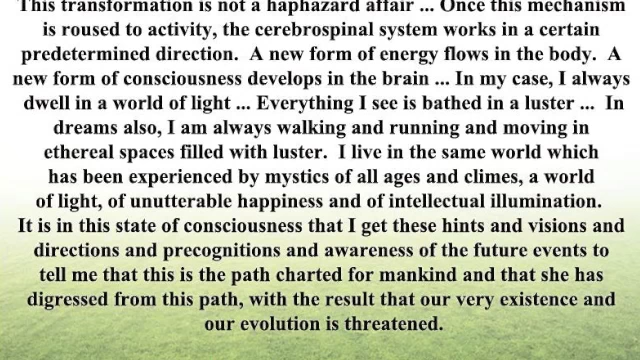 This transformation is not a haphazard affair ... Once this mechanism
is roused to activity, the cerebrospinal system works in a certain
predetermined direction.  A new form of energy flows in the body.  A
new form of consciousness develops in the brain ... In my case, I always
dwell in a world of light ... Everything I see is bathed in a luster ...  In
dreams also, I am always walking and running and moving in
ethereal spaces filled with luster.  I live in the same world which
has been experienced by mystics of all ages and climes, a world
of light, of unutterable happiness and of intellectual illumination.
It is in this state of consciousness that I get these hints and visions and
directions and precognitions and awareness of the future events to
tell me that this is the path charted for mankind and that she has
digressed from this path, with the result that our very existence and
our evolution is threatened.